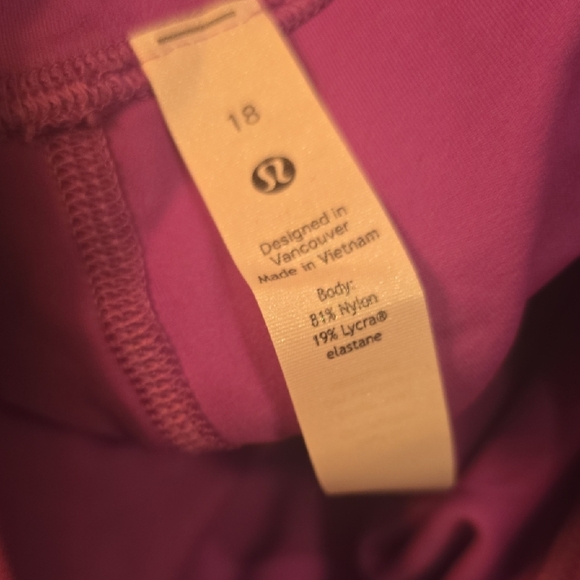 18
Designed in
Vancouver
Made in Vietnam
Body:
81% Nylon
19% Lycra®
elastane